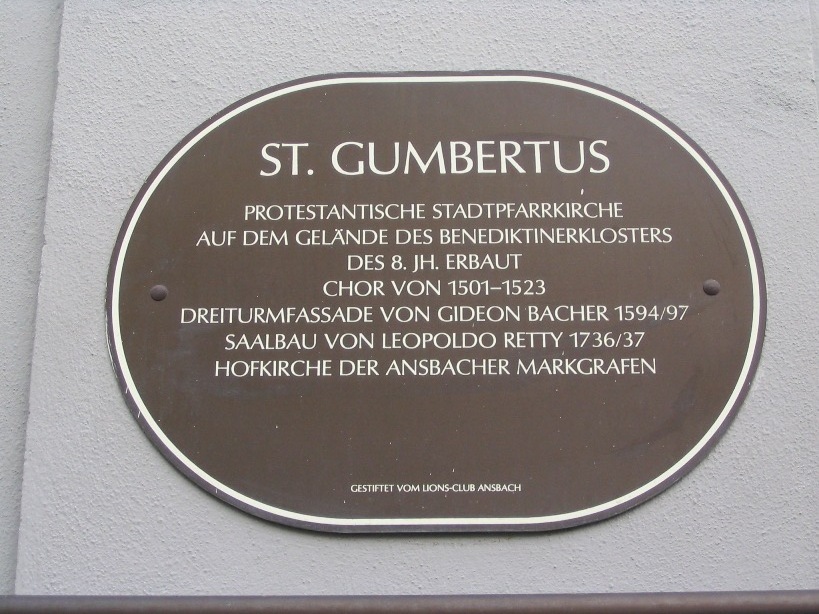 ST. GUMBERTUS
PROTESTANTISCHE STADTPFARRKIRCHE
AUF DEM GELÄNDE DES BENEDIKTINERKLOSTERS
DES 8. JH. ERBAUT
CHOR VON 1501–1523
DREITURMFASSADE VON GIDEON BACHER 1594/97
SAALBAU VON LEOPOLDO RETTY 1736/37
HOFKIRCHE DER ANSBACHER MARKGRAFEN
GESTIFTET VOM LIONS-CLUB ANSBACH